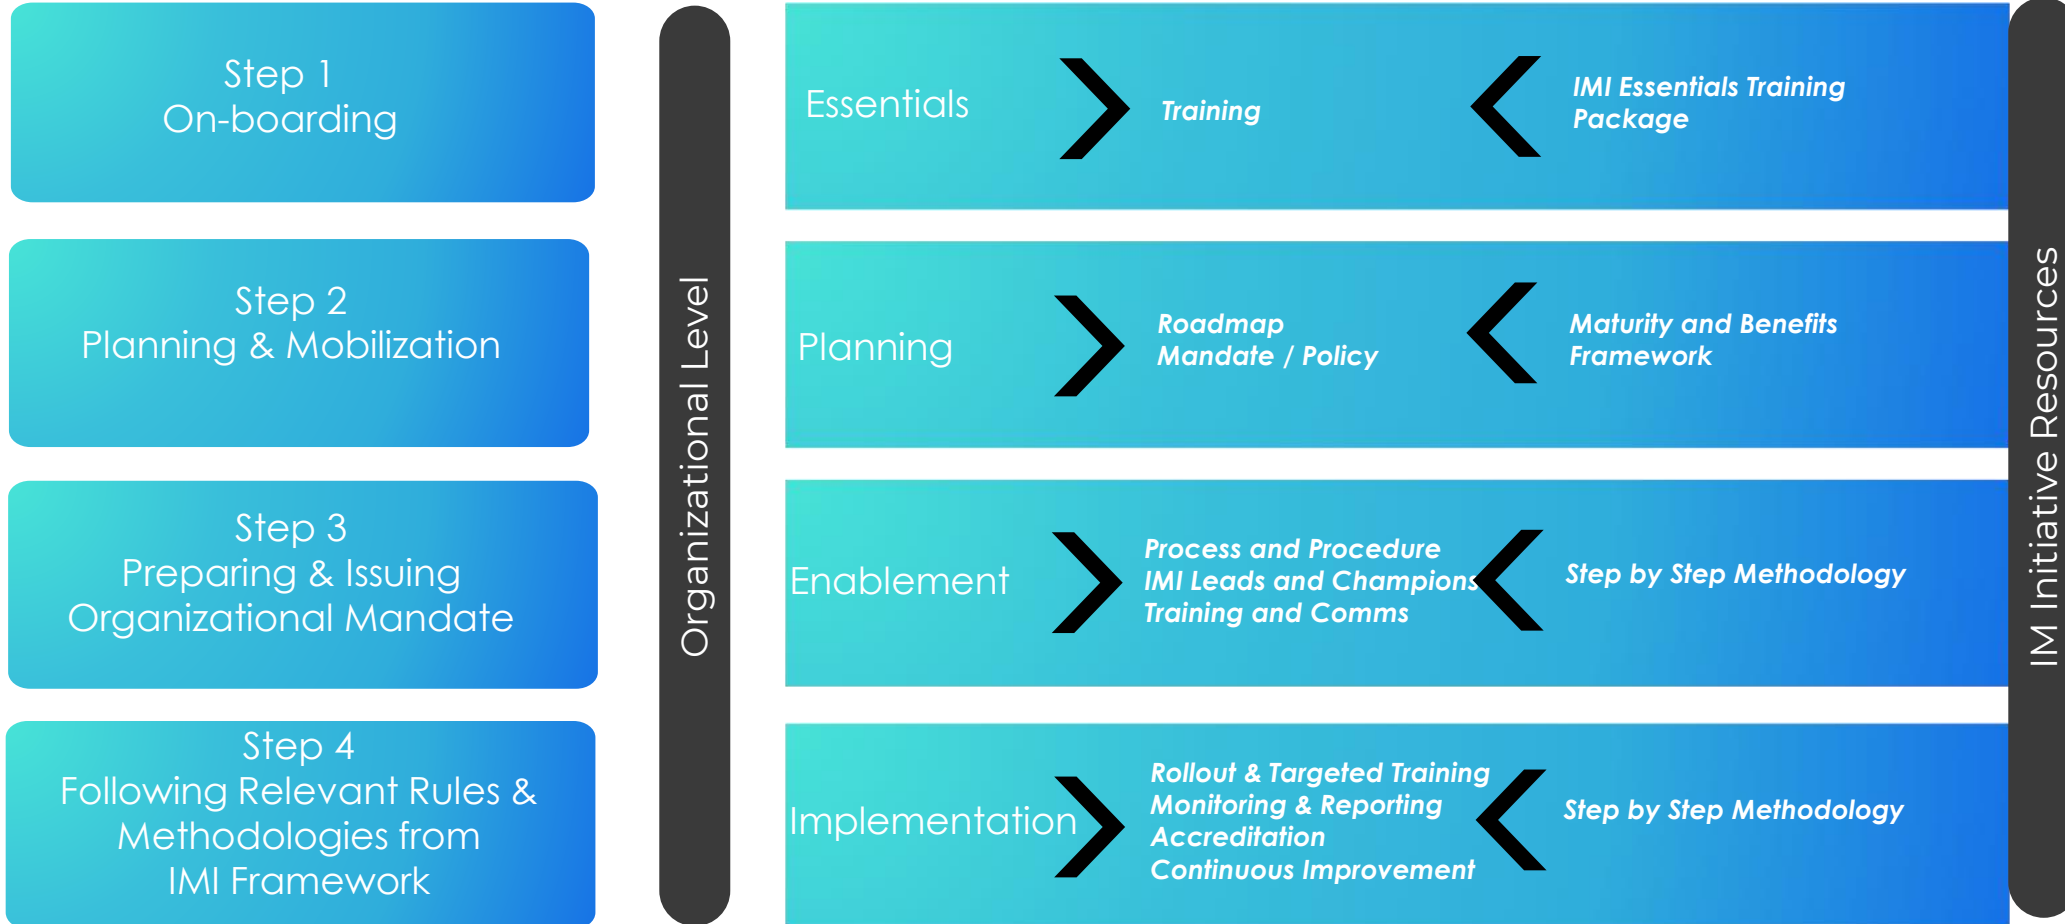 Step 1
On-boarding
Step 2
Planning & Mobilization
Step 3
Preparing & Issuing
Organizational Mandate
Step 4
Following Relevant Rules &
Methodologies from
IMI Framework
Organizational Level
Essentials
Training
IMI Essentials Training
Package
Planning
Roadmap
Mandate / Policy
Maturity and Benefits
Framework
Enablement
Process and Procedure
IMI Leads and Champions
Training and Comms
Step by Step Methodology
Implementation
Rollout & Targeted Training
Monitoring & Reporting
Accreditation
Continuous Improvement
Step by Step Methodology
IM Initiative Resources